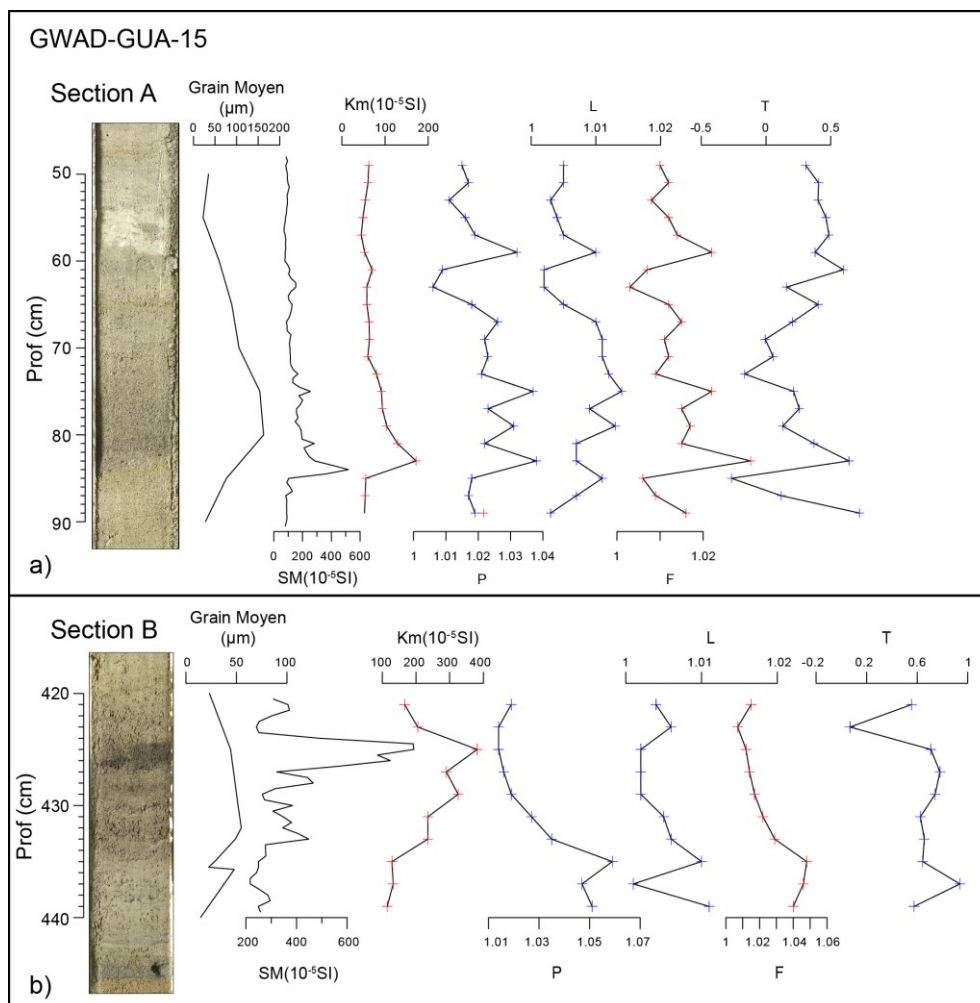 GWAD-GUA-15
Section A
Grain Moyen
(µm)
0 50 100 150 200
Km(10-5SI)
0 100 200
L
1 1.01 1.02
T
-0.5 0 0.5
Prof (cm)
50
60
70
80
90
0 200 400 600
SM(10-5SI)
1 1.01 1.02 1.03 1.04
P
1 1.02
F
a)
Section B
Grain Moyen
(µm)
0 50 100
Km(10-5SI)
100 200 300 400
L
1 1.01 1.02
T
-0.2 0.2 0.6 1
Prof (cm)
420
430
440
200 400 600
SM(10-5SI)
1.01 1.03 1.05 1.07
P
1 1.02 1.04 1.06
F
b)